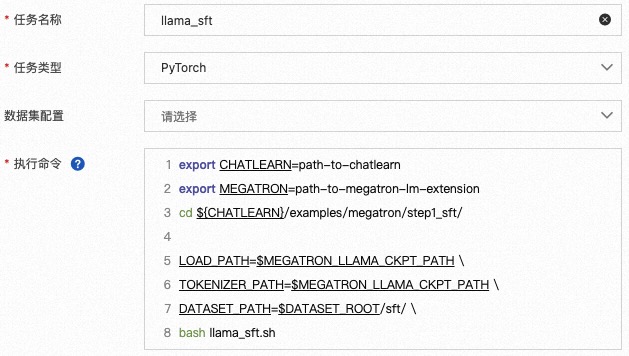 * 任务名称 llama_sft
* 任务类型 PyTorch
数据集配置 请选择
* 执行命令 ?
1 export CHATLEARN=path-to-chatlearn
2 export MEGATRON=path-to-megatron-lm-extension
3 cd ${CHATLEARN}/examples/megatron/step1_sft/
4
5 LOAD_PATH=$MEGATRON_LLAMA_CKPT_PATH \
6 TOKENIZER_PATH=$MEGATRON_LLAMA_CKPT_PATH \
7 DATASET_PATH=$DATASET_ROOT/sft/ \
8 bash llama_sft.sh